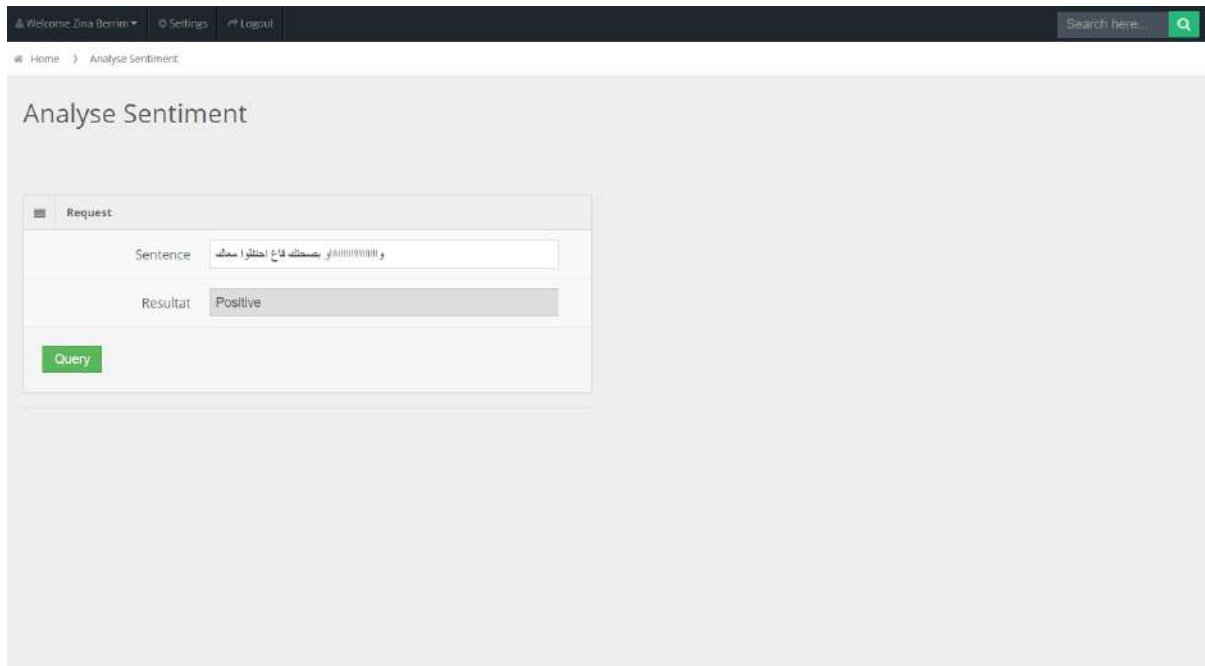 Welcome Zina Berrim Settings Logout Search here...
Home Analyse Sentiment
Analyse Sentiment
Request
Sentence بصحتك قاع احتفلوا معاك
Resultat Positive
Query